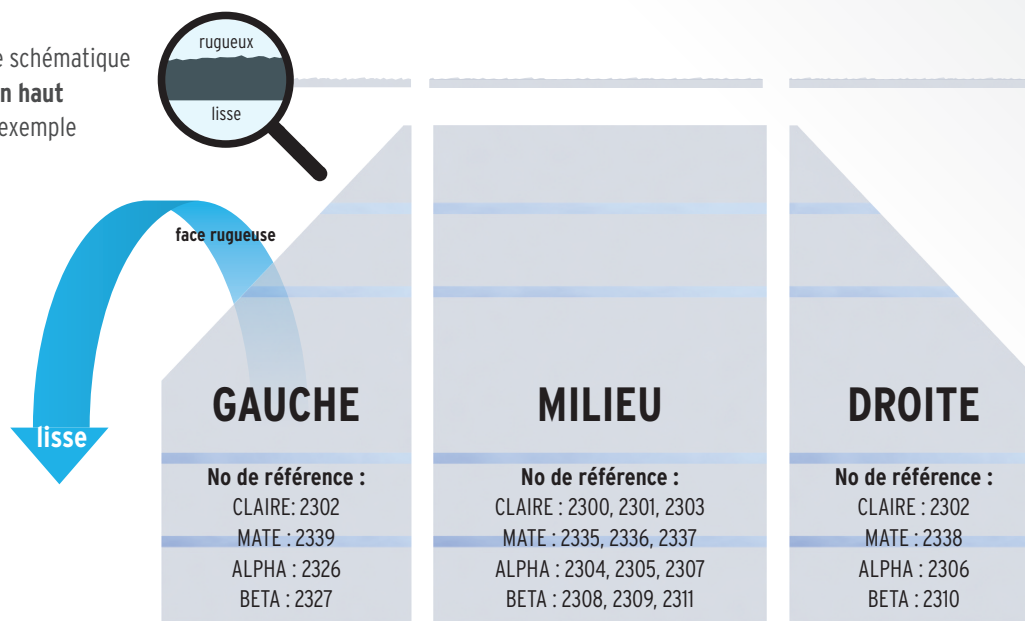 e schématique
n haut
exemple
rugueux
lisse
face rugueuse
lisse
GAUCHE
No de référence :
CLAIRE: 2302
MATE : 2339
ALPHA : 2326
BETA : 2327
MILIEU
No de référence :
CLAIRE : 2300, 2301, 2303
MATE : 2335, 2336, 2337
ALPHA : 2304, 2305, 2307
BETA : 2308, 2309, 2311
DROITE
No de référence :
CLAIRE : 2302
MATE : 2338
ALPHA : 2306
BETA : 2310